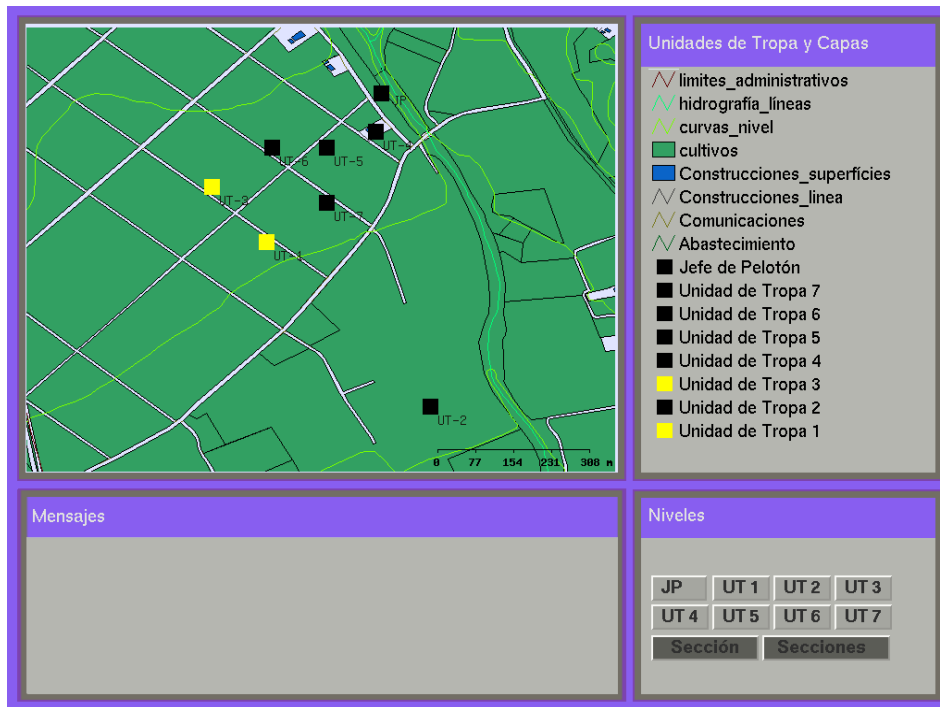 Unidades de Tropa y Capas
limites_administrativos
hidrografía_líneas
curvas_nivel
cultivos
Construcciones_superfícies
Construcciones_linea
Comunicaciones
Abastecimiento
Jefe de Pelotón
Unidad de Tropa 7
Unidad de Tropa 6
Unidad de Tropa 5
Unidad de Tropa 4
Unidad de Tropa 3
Unidad de Tropa 2
Unidad de Tropa 1
JP
UT-4
UT-6
UT-5
UT-3
UT-7
UT-1
UT-2
0 77 154 231 308 m
Mensajes
Niveles
JP UT 1 UT 2 UT 3
UT 4 UT 5 UT 6 UT 7
Sección Secciones